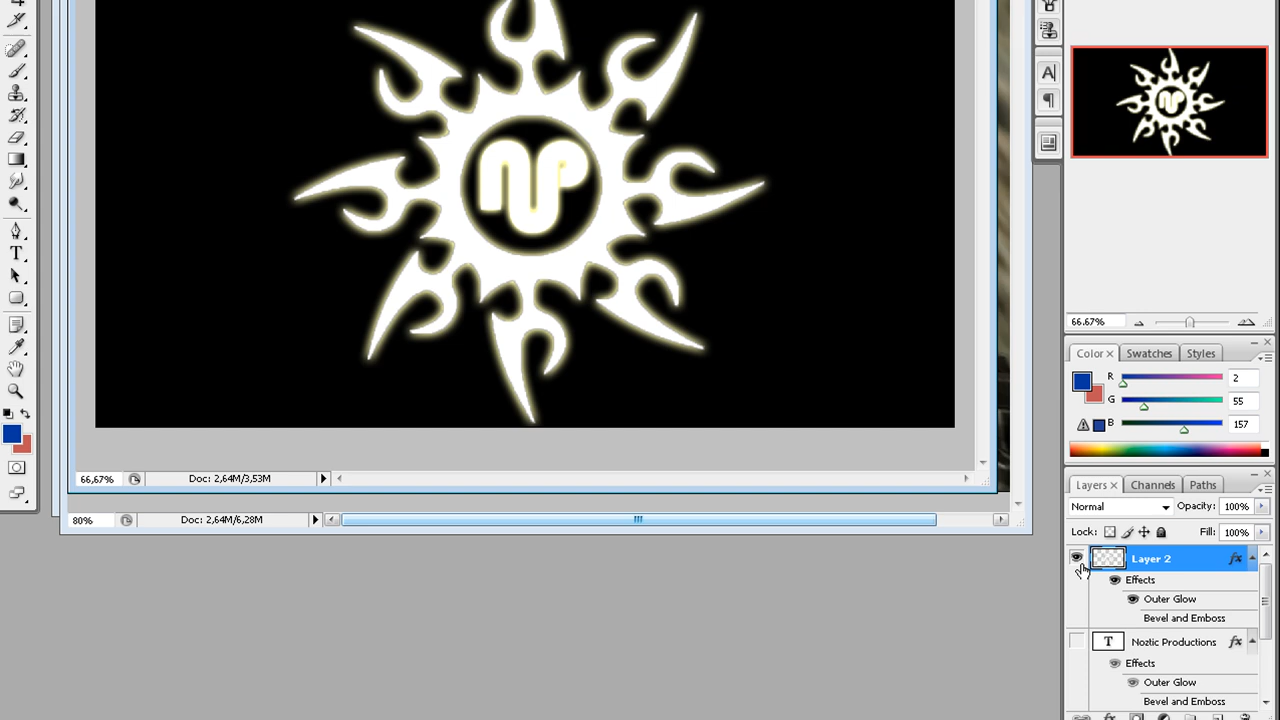 A
T
66.67%
Color × Swatches Styles
R 2
G 55
B 157
66,67% Doc: 2,64M/3,53M
80% Doc: 2,64M/6,28M
Layers × Channels Paths
Normal Opacity: 100%
Lock: Fill: 100%
Layer 2 fx
Effects
Outer Glow
Bevel and Emboss
T Noztic Productions fx
Effects
Outer Glow
Bevel and Emboss